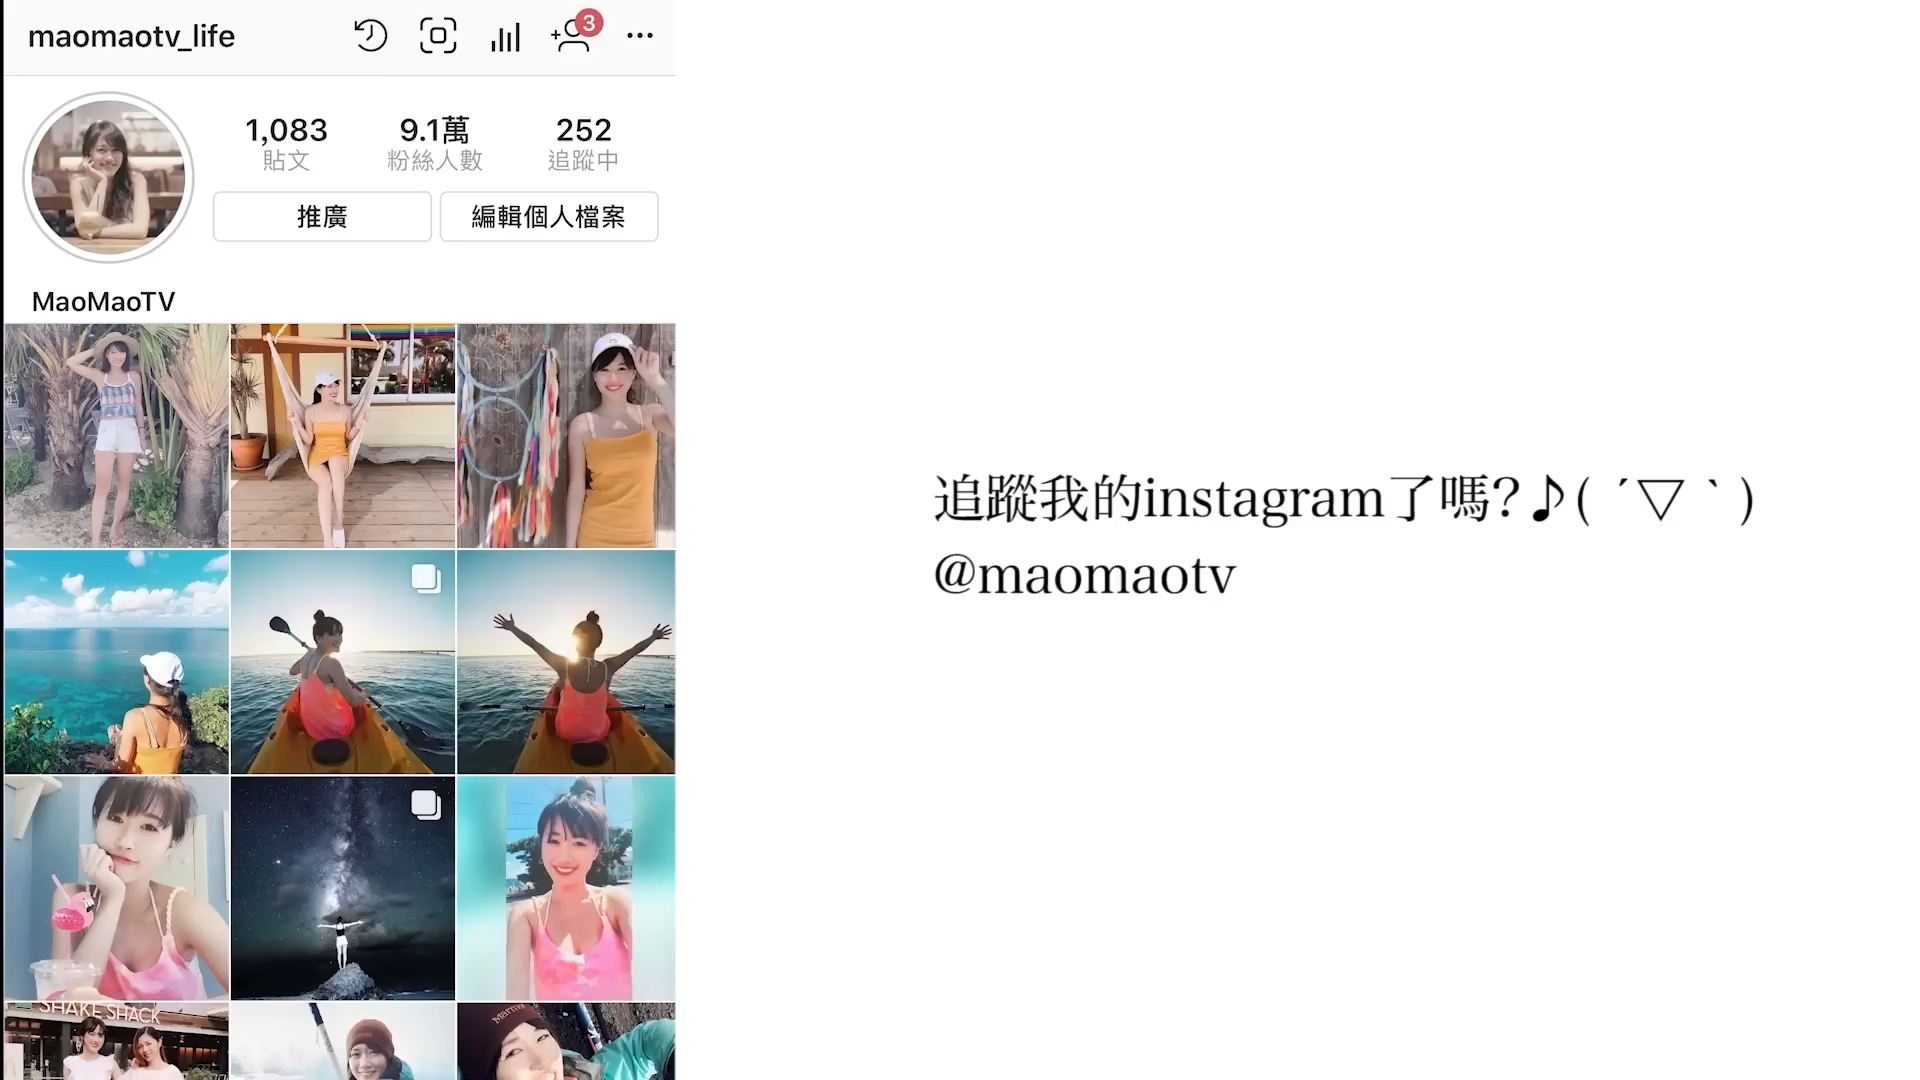 maomaotv_life
3
1,083
貼文
9.1萬
粉絲人數
252
追蹤中
推廣
編輯個人檔案
MaoMaoTV
追蹤我的instagram了嗎?♪( ´▽｀)
@maomaotv
SHAKE SHACK